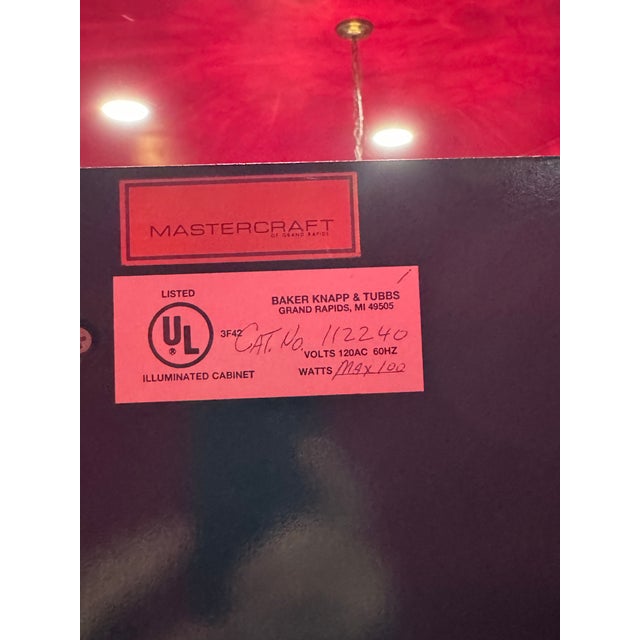 MASTERCRAFT
OF GRAND RAPIDS
LISTED
UL
®
ILLUMINATED CABINET
3F42
BAKER KNAPP & TUBBS
GRAND RAPIDS, MI 49505
CAT. No. 112240
VOLTS 120AC 60HZ
WATTS Max 100